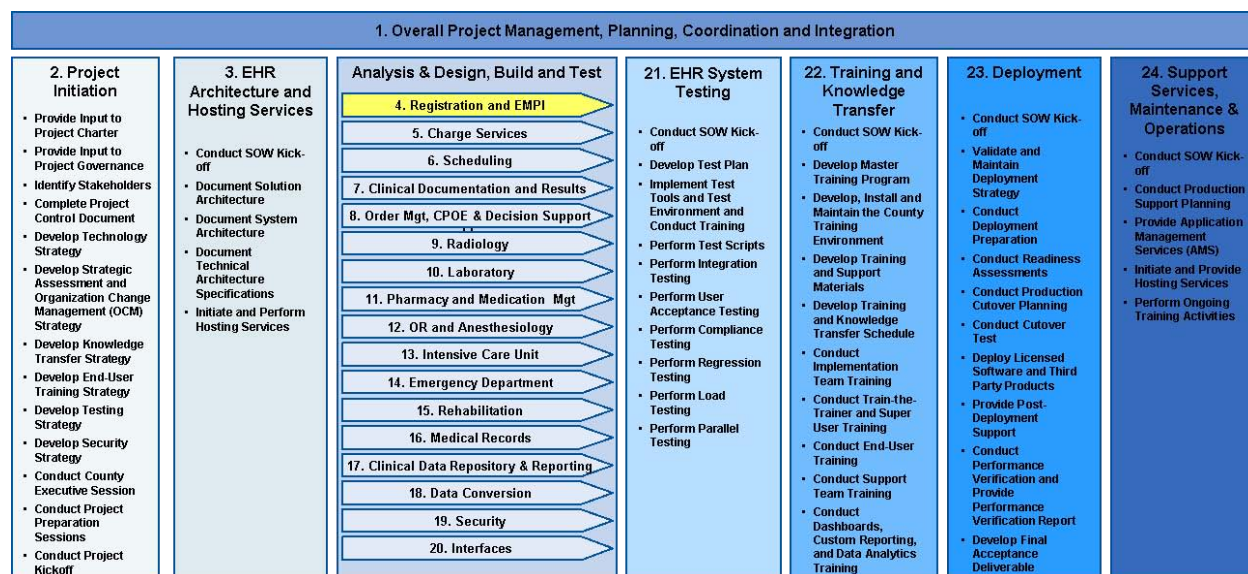 1. Overall Project Management, Planning, Coordination and Integration
2. Project
Initiation
• Provide Input to
Project Charter
• Provide Input to
Project Governance
• Identify Stakeholders
• Complete Project
Control Document
• Develop Technology
Strategy
• Develop Strategic
Assessment and
Organization Change
Management (OCM)
Strategy
• Develop Knowledge
Transfer Strategy
• Develop End-User
Training Strategy
• Develop Testing
Strategy
• Develop Security
Strategy
• Conduct County
Executive Session
• Conduct Project
Preparation
Sessions
• Conduct Project
Kickoff
3. EHR
Architecture and
Hosting Services
• Conduct SOW Kick-
off
• Document Solution
Architecture
• Document System
Architecture
• Document
Technical
Architecture
Specifications
• Initiate and Perform
Hosting Services
Analysis & Design, Build and Test
4. Registration and EMPI
5. Charge Services
6. Scheduling
7. Clinical Documentation and Results
8. Order Mgt, CPOE & Decision Support
9. Radiology
10. Laboratory
11. Pharmacy and Medication Mgt
12. OR and Anesthesiology
13. Intensive Care Unit
14. Emergency Department
15. Rehabilitation
16. Medical Records
17. Clinical Data Repository & Reporting
18. Data Conversion
19. Security
20. Interfaces
21. EHR System
Testing
• Conduct SOW Kick-
off
• Develop Test Plan
• Implement Test
Tools and Test
Environment and
Conduct Training
• Perform Test Scripts
• Perform Integration
Testing
• Perform User
Acceptance Testing
• Perform Compliance
Testing
• Perform Regression
Testing
• Perform Load
Testing
• Perform Parallel
Testing
22. Training and
Knowledge
Transfer
• Conduct SOW Kick-
off
• Develop Master
Training Program
• Develop, Install and
Maintain the County
Training
Environment
• Develop Training
and Support
Materials
• Develop Training
and Knowledge
Transfer Schedule
• Conduct
Implementation
Team Training
• Conduct Train-the-
Trainer and Super
User Training
• Conduct End-User
Training
• Conduct Support
Team Training
• Conduct
Dashboards,
Custom Reporting,
and Data Analytics
Training
23. Deployment
• Conduct SOW Kick-
off
• Validate and
Maintain
Deployment
Strategy
• Conduct
Deployment
Preparation
• Conduct Readiness
Assessments
• Conduct Production
Cutover Planning
• Conduct Cutover
Test
• Deploy Licensed
Software and Third
Party Products
• Provide Post-
Deployment
Support
• Conduct
Performance
Verification and
Provide
Performance
Verification Report
• Develop Final
Acceptance
Deliverable
24. Support
Services,
Maintenance &
Operations
• Conduct SOW Kick-
off
• Conduct Production
Support Planning
• Provide Application
Management
Services (AMS)
• Initiate and Provide
Hosting Services
• Perform Ongoing
Training Activities